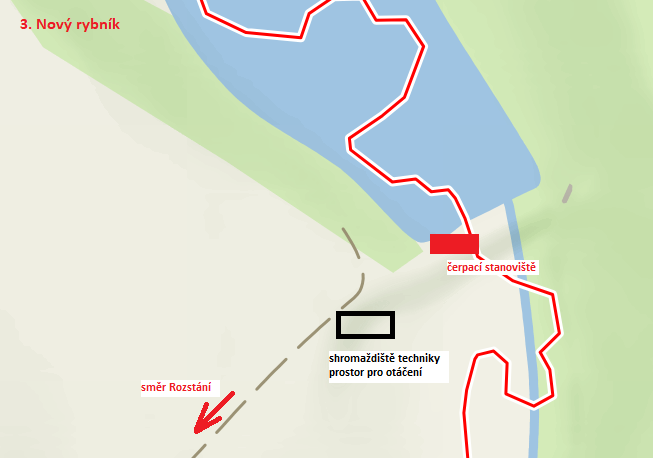 3. Nový rybník
čerpací stanoviště
shromaždiště techniky
prostor pro otáčení
směr Rozstání